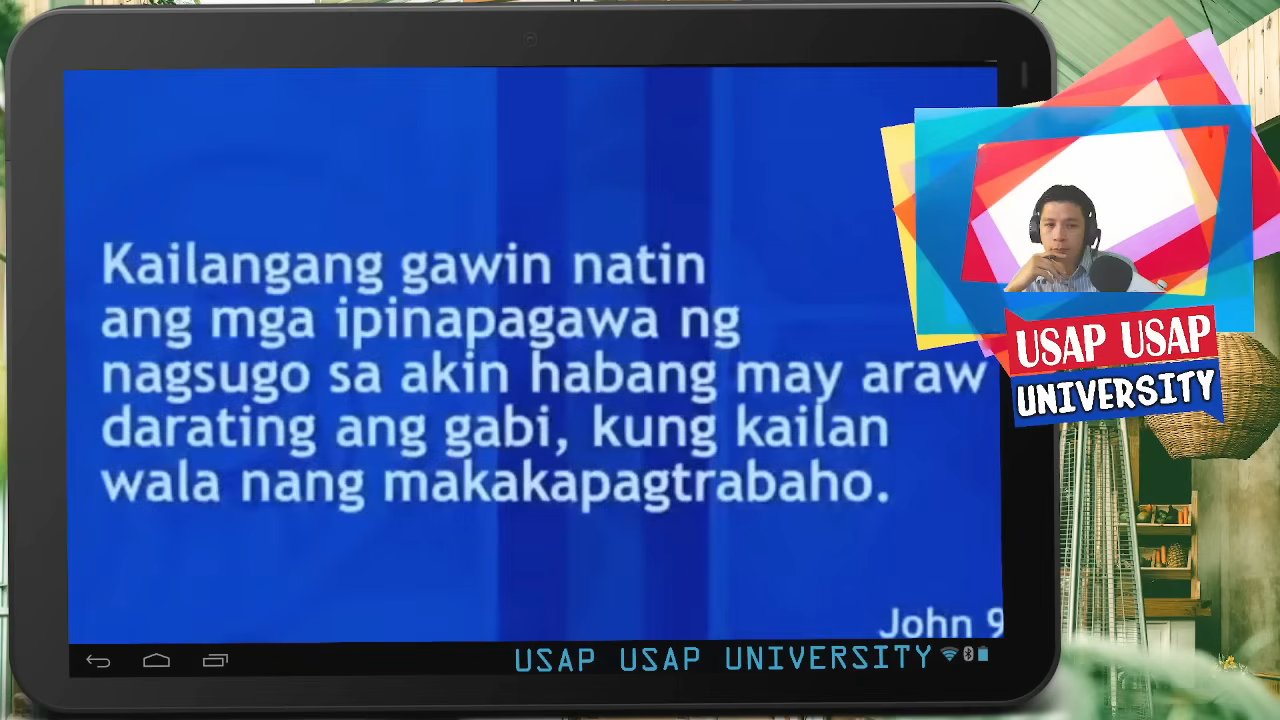 Kailangang gawin natin
ang mga ipinapagawa ng
nagsugo sa akin habang may araw
darating ang gabi, kung kailan
wala nang makakapagtrabaho.
John 9
USAP USAP UNIVERSITY
USAP USAP
UNIVERSITY